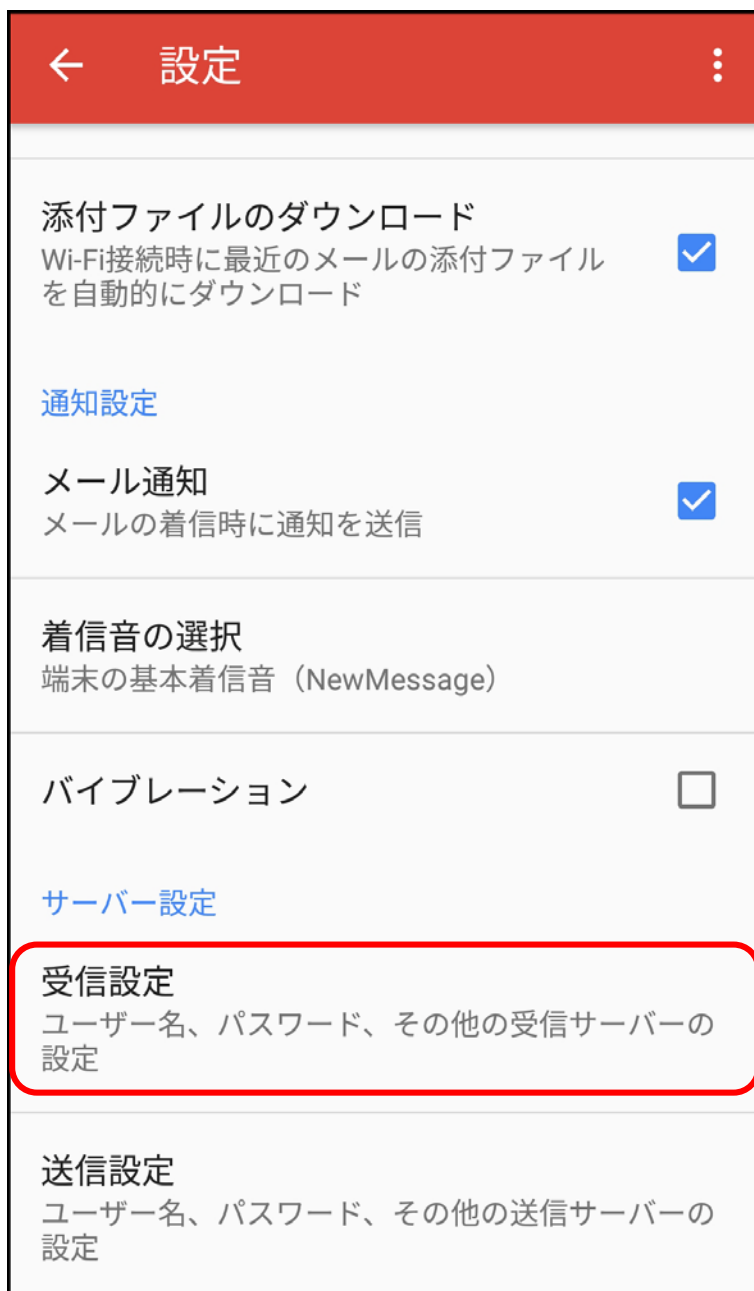 設定
添付ファイルのダウンロード
Wi-Fi接続時に最近のメールの添付ファイル
を自動的にダウンロード
通知設定
メール通知
メールの着信時に通知を送信
着信音の選択
端末の基本着信音（NewMessage）
バイブレーション
サーバー設定
受信設定
ユーザー名、パスワード、その他の受信サーバーの
設定
送信設定
ユーザー名、パスワード、その他の送信サーバーの
設定